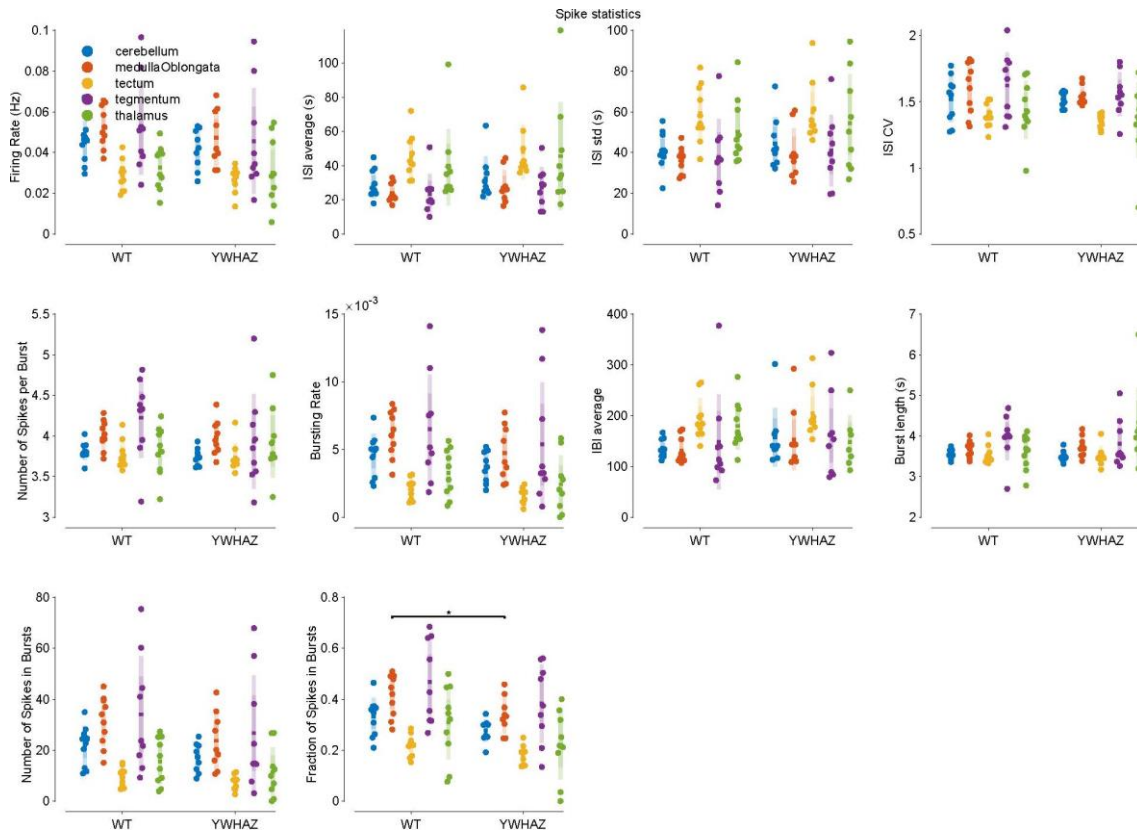 Spike statistics
Firing Rate (Hz)
0.1
0.08
0.06
0.04
0.02
0
cerebellum
medullaOblongata
tectum
tegmentum
thalamus
WT YWHAZ
ISI average (s)
100
80
60
40
20
0
WT YWHAZ
ISI std (s)
100
80
60
40
20
0
WT YWHAZ
ISI CV
2
1.5
1
0.5
WT YWHAZ
Number of Spikes per Burst
5.5
5
4.5
4
3.5
3
WT YWHAZ
Bursting Rate
×10⁻³
15
10
5
0
WT YWHAZ
IBI average
400
300
200
100
0
WT YWHAZ
Burst length (s)
7
6
5
4
3
2
WT YWHAZ
Number of Spikes in Bursts
80
60
40
20
0
WT YWHAZ
Fraction of Spikes in Bursts
0.8
0.6
0.4
0.2
0
*
WT YWHAZ